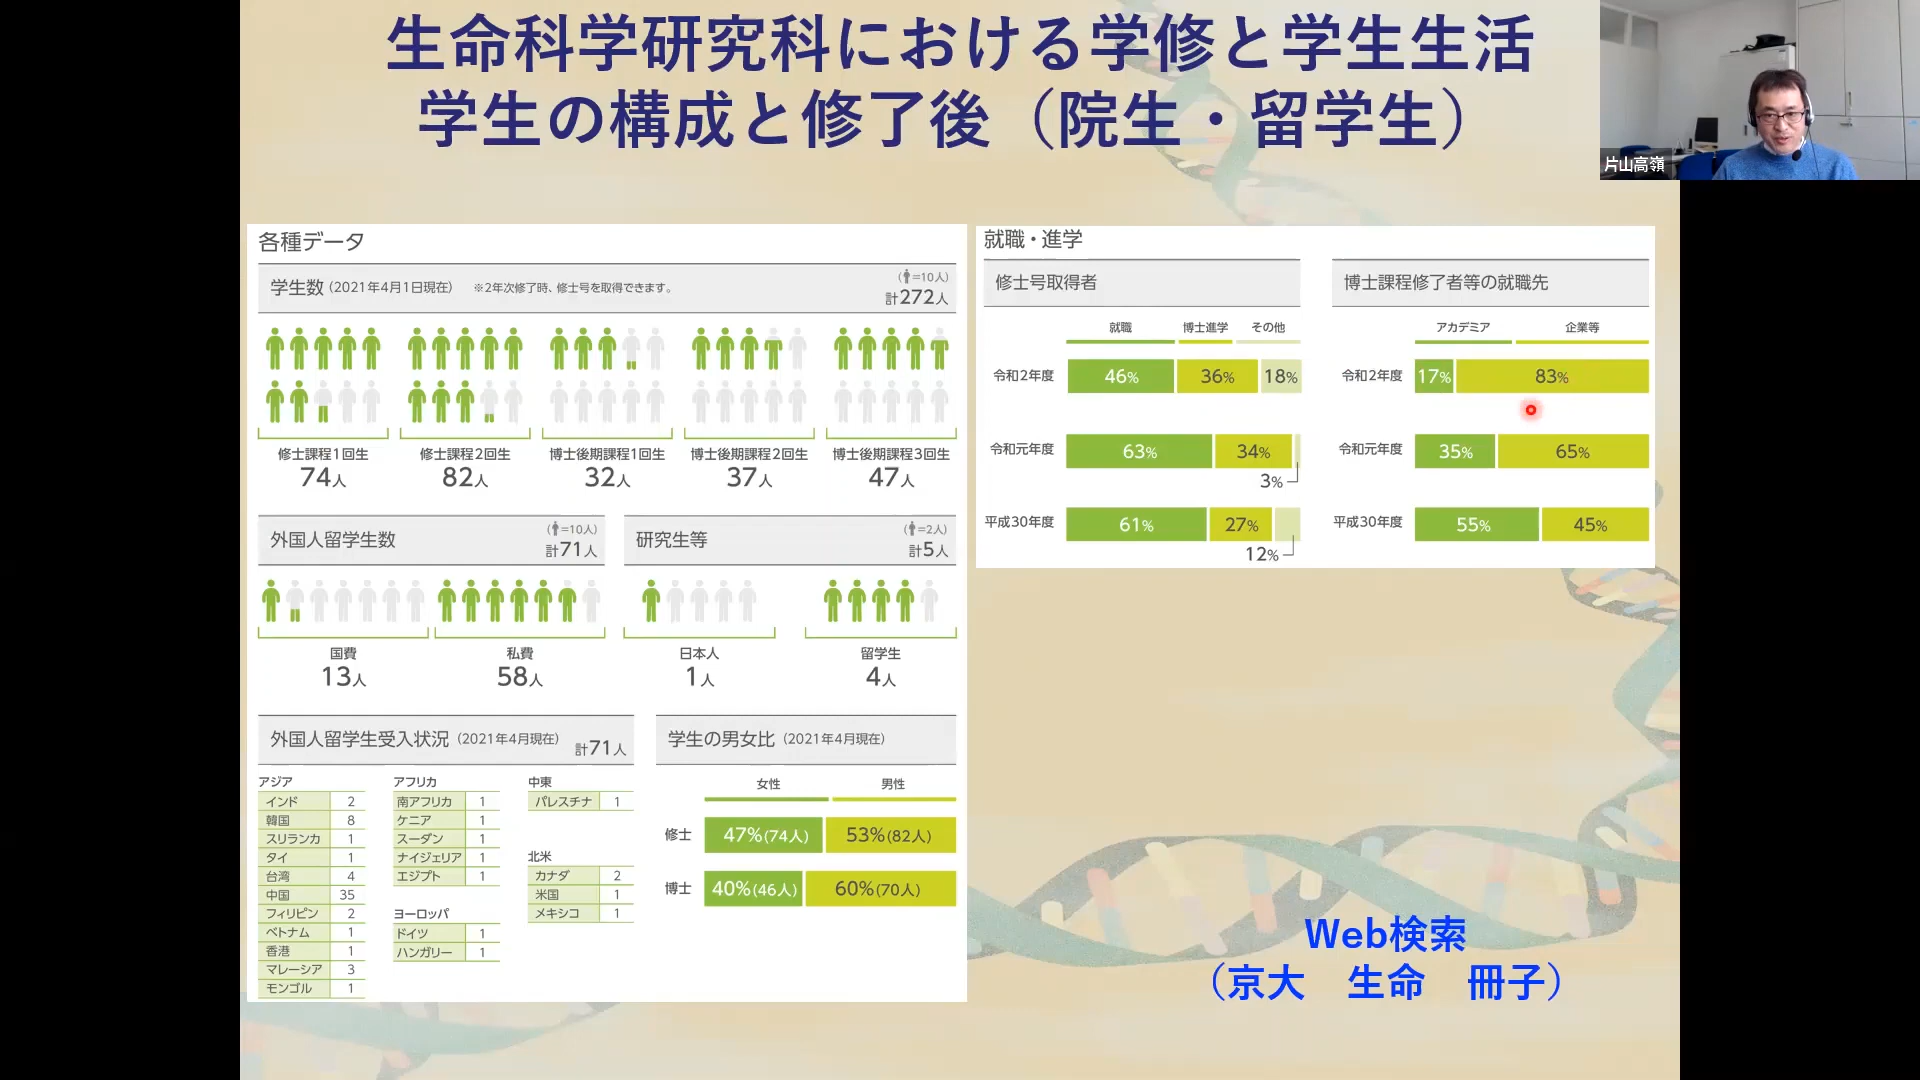 生命科学研究科における学修と学生生活
学生の構成と修了後（院生・留学生）
片山高嶺
各種データ
学生数（2021年4月1日現在） ※2年次修了時、修士号を取得できます。
（=10人）
計272人
修士課程1回生 修士課程2回生 博士後期課程1回生 博士後期課程2回生 博士後期課程3回生
74人 82人 32人 37人 47人
外国人留学生数
（=10人）
計71人
国費 私費
13人 58人
研究生等
（=2人）
計5人
日本人 留学生
1人 4人
外国人留学生受入状況（2021年4月現在） 計71人
アジア
インド 2
韓国 8
スリランカ 1
タイ 1
台湾 4
中国 35
フィリピン 2
ベトナム 1
香港 1
マレーシア 3
モンゴル 1
アフリカ
南アフリカ 1
ケニア 1
スーダン 1
ナイジェリア 1
エジプト 1
ヨーロッパ
ドイツ 1
ハンガリー 1
中東
パレスチナ 1
北米
カナダ 2
米国 1
メキシコ 1
学生の男女比（2021年4月現在）
女性 男性
修士 47%(74人) 53%(82人)
博士 40%(46人) 60%(70人)
就職・進学
修士号取得者
就職 博士進学 その他
令和2年度 46% 36% 18%
令和元年度 63% 34%
3%
平成30年度 61% 27%
12%
博士課程修了者等の就職先
アカデミア 企業等
令和2年度 17% 83%
令和元年度 35% 65%
平成30年度 55% 45%
Web検索
（京大 生命 冊子）